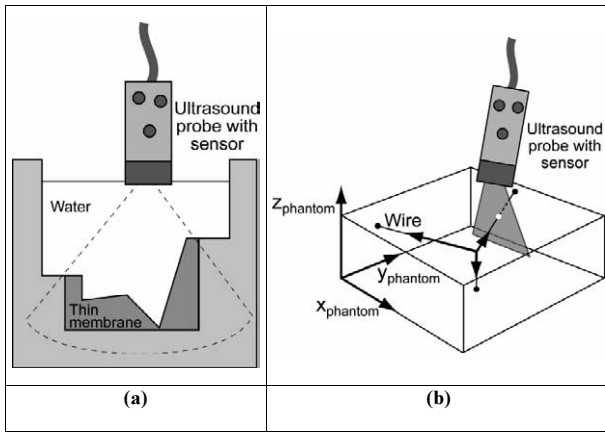 Ultrasound
probe with
sensor
Water
Thin
membrane
(a)
Ultrasound
probe with
sensor
Zphantom
Wire
yphantom
xphantom
(b)